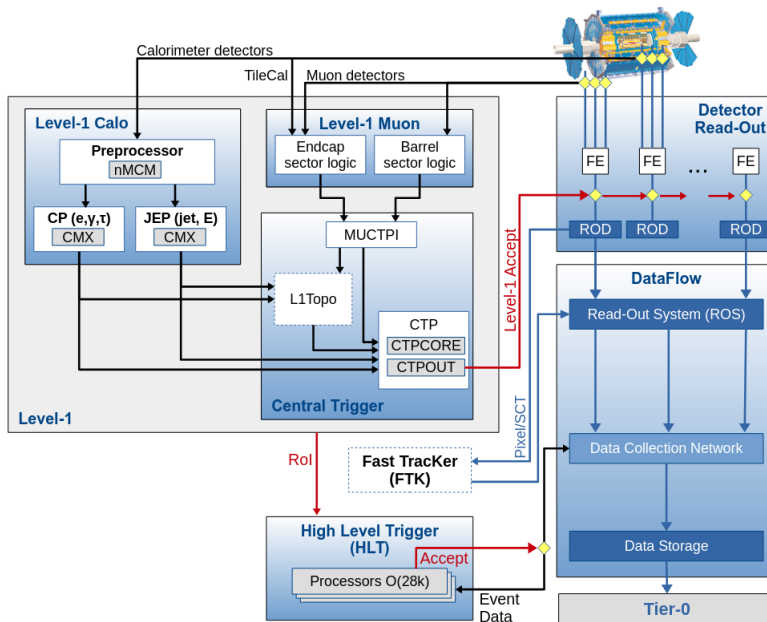 Calorimeter detectors
TileCal
Muon detectors
Level-1 Calo
Preprocessor
nMCM
CP (e,γ,τ)
CMX
JEP (jet, E)
CMX
Level-1 Muon
Endcap
sector logic
Barrel
sector logic
MUCTPI
L1Topo
CTP
CTPCORE
CTPOUT
Central Trigger
Level-1
Level-1 Accept
Detector
Read-Out
FE
FE
...
FE
ROD
ROD
ROD
DataFlow
Read-Out System (ROS)
Pixel/SCT
Data Collection Network
Data Storage
Tier-0
RoI
Fast TracKer
(FTK)
High Level Trigger
(HLT)
Accept
Processors O(28k)
Event
Data